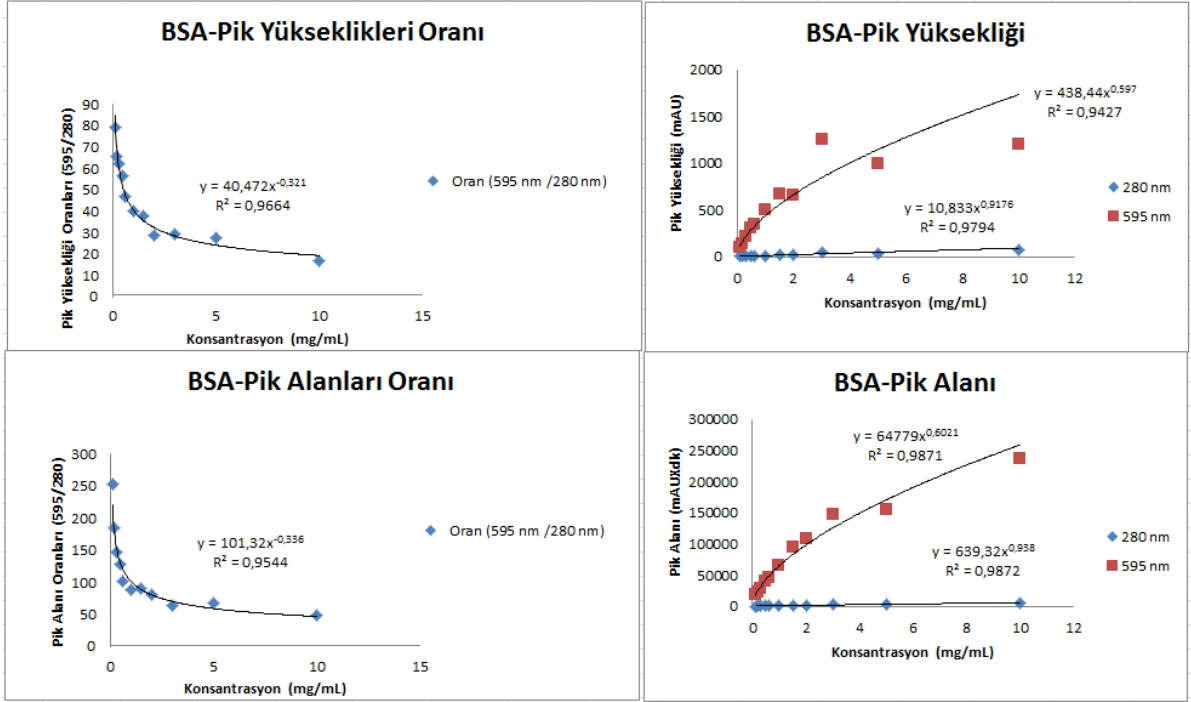 BSA-Pik Yükseklikleri Oranı
Pik Yüksekliği Oranları (595/280)
90
80
70
60
50
40
30
20
10
0
y = 40,472x-0,321
R² = 0,9664
Oran (595 nm /280 nm)
0 5 10 15
Konsantrasyon (mg/mL)
BSA-Pik Yüksekliği
Pik Yüksekliği (mAU)
2000
1500
1000
500
0
y = 438,44x0,597
R² = 0,9427
y = 10,833x0,9176
R² = 0,9794
280 nm
595 nm
0 2 4 6 8 10 12
Konsantrasyon (mg/mL)
BSA-Pik Alanları Oranı
Pik Alanı Oranları (595/280)
300
250
200
150
100
50
0
y = 101,32x-0,336
R² = 0,9544
Oran (595 nm /280 nm)
0 5 10 15
Konsantrasyon (mg/mL)
BSA-Pik Alanı
Pik Alanı (mAUXdk)
300000
250000
200000
150000
100000
50000
0
y = 64779x0,6021
R² = 0,9871
y = 639,32x0,938
R² = 0,9872
280 nm
595 nm
0 2 4 6 8 10 12
Konsantrasyon (mg/mL)